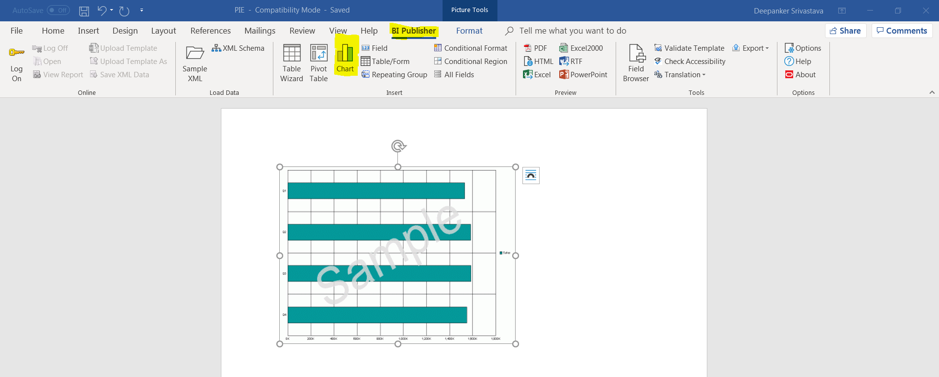 AutoSave Off PIE - Compatibility Mode - Saved Picture Tools Deepanker Srivastava
File Home Insert Design Layout References Mailings Review View Help BI Publisher Format Tell me what you want to do Share Comments
Log Off Upload Template XML Schema Field Conditional Format PDF Excel2000 Validate Template Export Options
Open Upload Template As Table/Form Conditional Region HTML RTF Check Accessibility Help
View Report Save XML Data Repeating Group All Fields Excel PowerPoint Translation About
Log On Sample XML Table Wizard Pivot Table Chart Field Browser
Online Load Data Insert Preview Tools Options
Sample